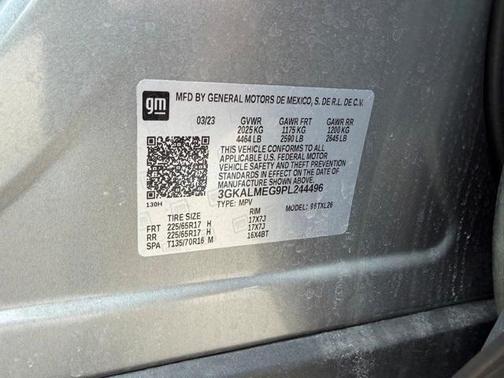 gm
MFD BY GENERAL MOTORS DE MEXICO, S. DE R.L. DE C.V.
03/23 GVWR GAWR FRT GAWR RR
2025 KG 1175 KG 1200 KG
4464 LB 2590 LB 2645 LB
THIS VEHICLE CONFORMS TO ALL
APPLICABLE U.S. FEDERAL MOTOR
VEHICLE SAFETY, BUMPER, AND THEFT
PREVENTION STANDARDS IN EFFECT ON
THE DATE OF MANUFACTURE SHOWN ABOVE.
3GKALMEG9PL244496
130H TYPE: MPV MODEL:
TIRE SIZE RIM
FRT 225/65R17 H 17X7J
RR 225/65R17 H 17X7J
SPA T135/70R16 M 16X4BT